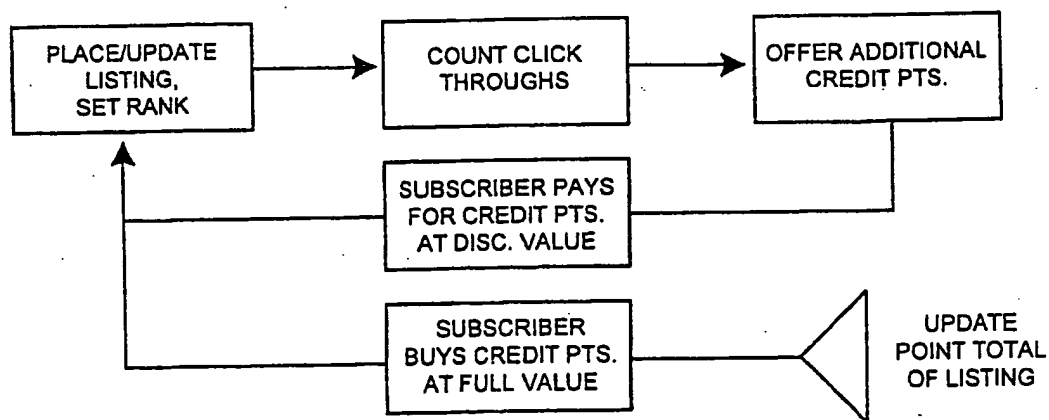 PLACE/UPDATE
LISTING,
SET RANK
COUNT CLICK
THROUGHS
OFFER ADDITIONAL
CREDIT PTS.
SUBSCRIBER PAYS
FOR CREDIT PTS.
AT DISC. VALUE
SUBSCRIBER
BUYS CREDIT PTS.
AT FULL VALUE
UPDATE
POINT TOTAL
OF LISTING